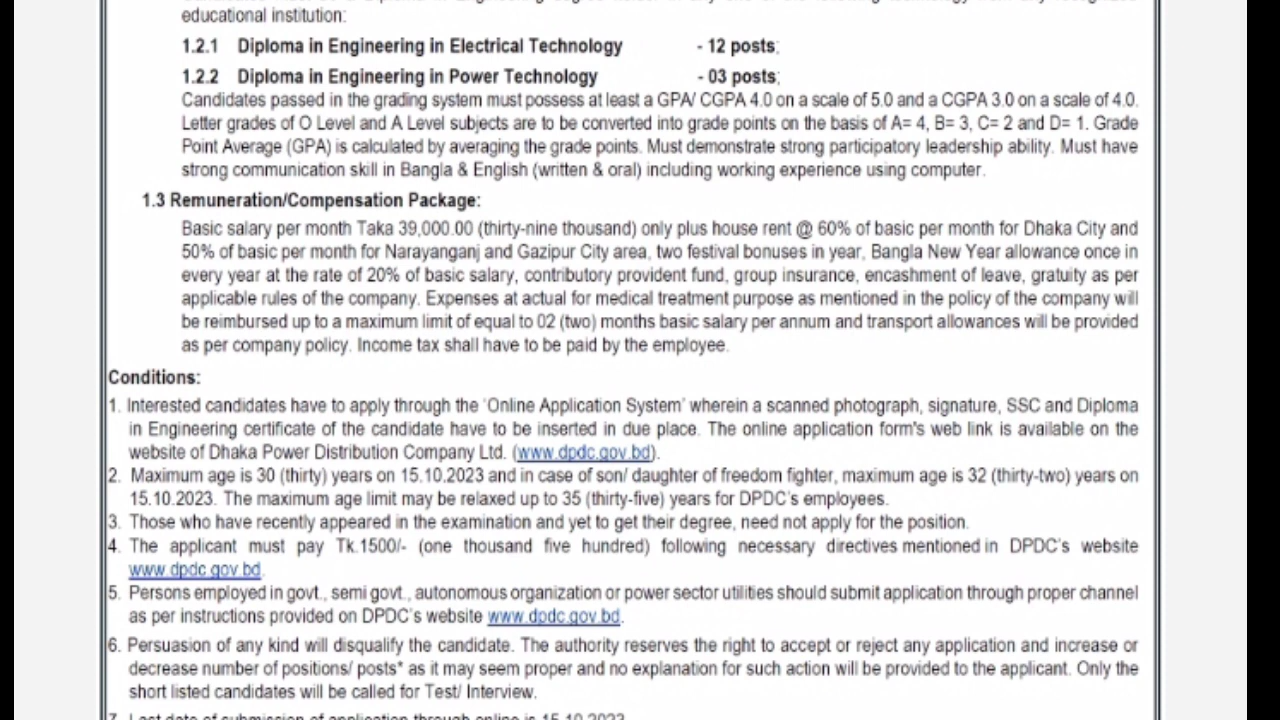 educational institution:
1.2.1 Diploma in Engineering in Electrical Technology - 12 posts;
1.2.2 Diploma in Engineering in Power Technology - 03 posts;
Candidates passed in the grading system must possess at least a GPA/ CGPA 4.0 on a scale of 5.0 and a CGPA 3.0 on a scale of 4.0.
Letter grades of O Level and A Level subjects are to be converted into grade points on the basis of A= 4, B= 3, C= 2 and D= 1. Grade
Point Average (GPA) is calculated by averaging the grade points. Must demonstrate strong participatory leadership ability. Must have
strong communication skill in Bangla & English (written & oral) including working experience using computer.
1.3 Remuneration/Compensation Package:
Basic salary per month Taka 39,000.00 (thirty-nine thousand) only plus house rent @ 60% of basic per month for Dhaka City and
50% of basic per month for Narayanganj and Gazipur City area, two festival bonuses in year, Bangla New Year allowance once in
every year at the rate of 20% of basic salary, contributory provident fund, group insurance, encashment of leave, gratuity as per
applicable rules of the company. Expenses at actual for medical treatment purpose as mentioned in the policy of the company will
be reimbursed up to a maximum limit of equal to 02 (two) months basic salary per annum and transport allowances will be provided
as per company policy. Income tax shall have to be paid by the employee.
Conditions:
1. Interested candidates have to apply through the 'Online Application System' wherein a scanned photograph, signature, SSC and Diploma
in Engineering certificate of the candidate have to be inserted in due place. The online application form's web link is available on the
website of Dhaka Power Distribution Company Ltd. (www.dpdc.gov.bd).
2. Maximum age is 30 (thirty) years on 15.10.2023 and in case of son/ daughter of freedom fighter, maximum age is 32 (thirty-two) years on
15.10.2023. The maximum age limit may be relaxed up to 35 (thirty-five) years for DPDC's employees.
3. Those who have recently appeared in the examination and yet to get their degree, need not apply for the position.
4. The applicant must pay Tk.1500/- (one thousand five hundred) following necessary directives mentioned in DPDC's website
www.dpdc.gov.bd.
5. Persons employed in govt., semi govt., autonomous organization or power sector utilities should submit application through proper channel
as per instructions provided on DPDC's website www.dpdc.gov.bd.
6. Persuasion of any kind will disqualify the candidate. The authority reserves the right to accept or reject any application and increase or
decrease number of positions/ posts* as it may seem proper and no explanation for such action will be provided to the applicant. Only the
short listed candidates will be called for Test/ Interview.
7. Last date of submission of application through online is 15.10.2023.